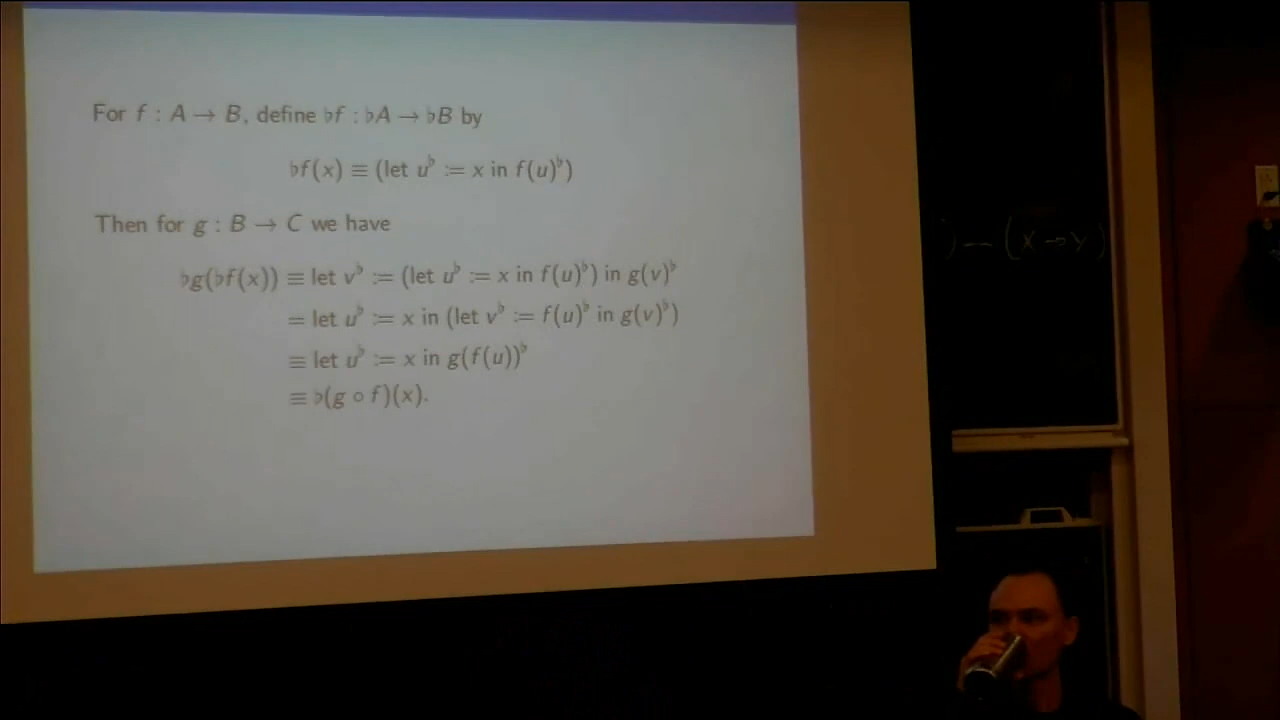 For f : A → B, define ♭f : ♭A → ♭B by
♭f(x) ≡ (let u♭ := x in f(u)♭)
Then for g : B → C we have
♭g(♭f(x)) ≡ let v♭ := (let u♭ := x in f(u)♭) in g(v)♭
= let u♭ := x in (let v♭ := f(u)♭ in g(v)♭)
≡ let u♭ := x in g(f(u))♭
≡ ♭(g ∘ f)(x).
(X → Y)